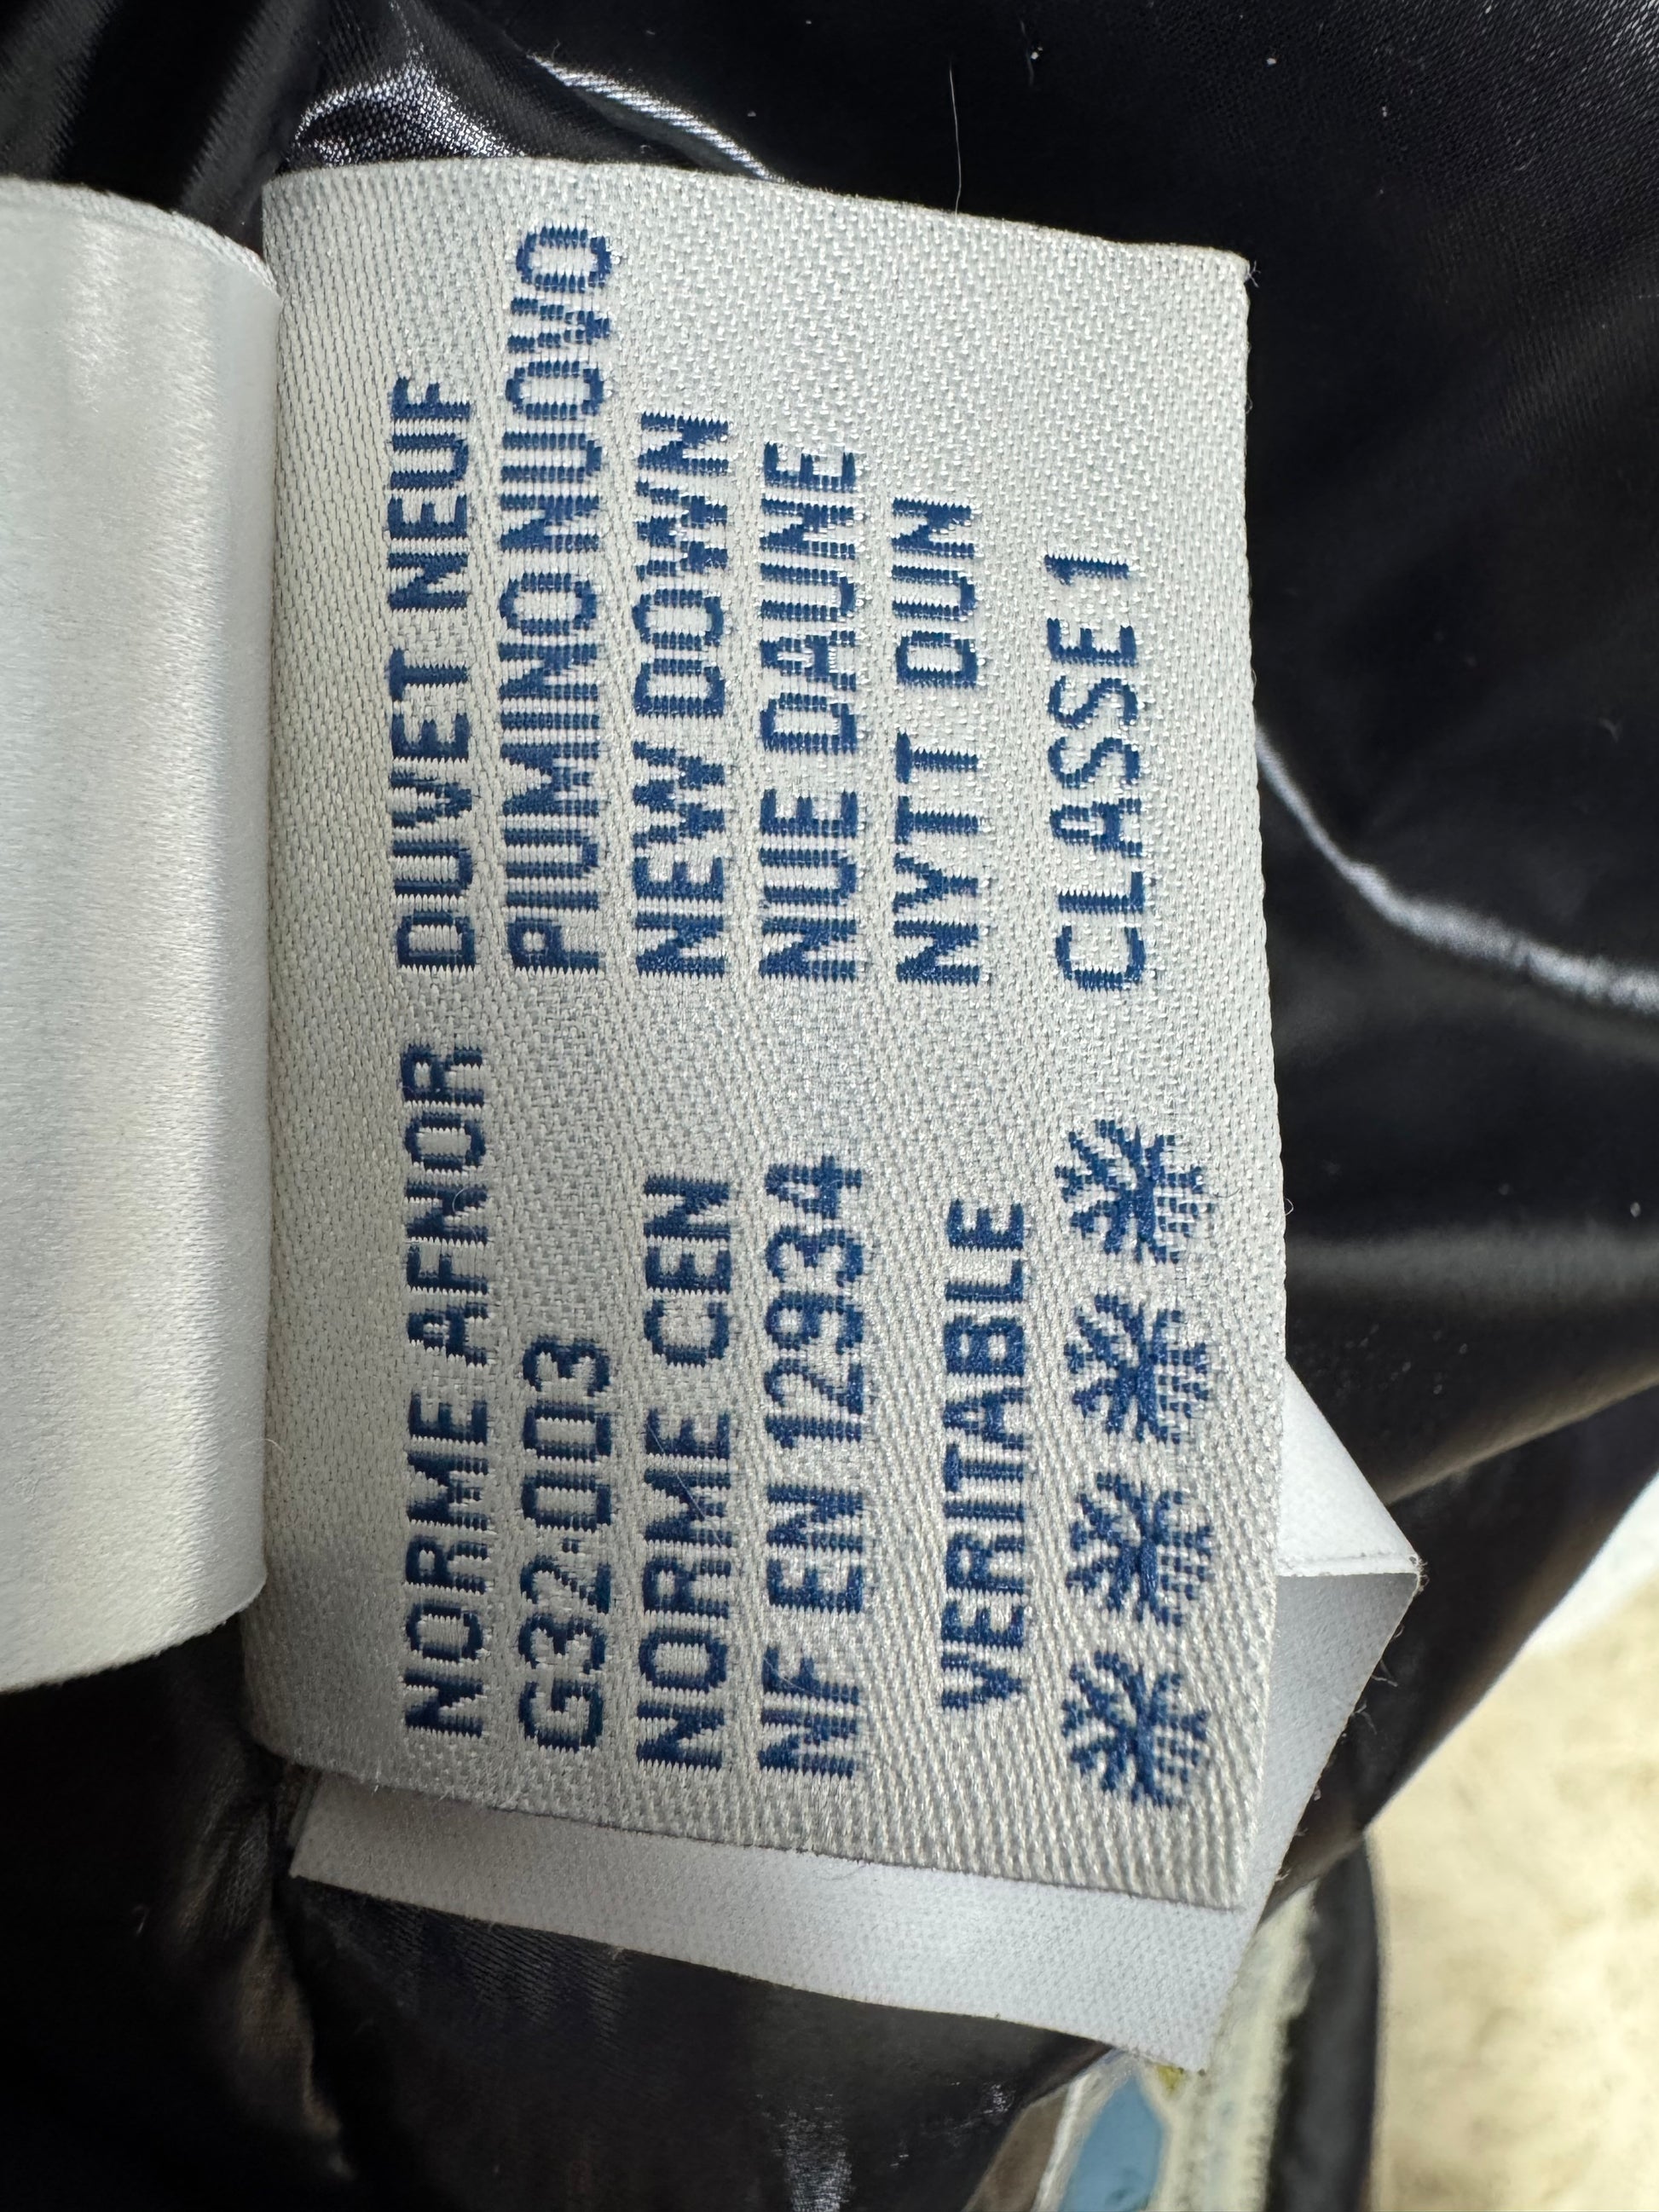 NORME AFNOR DUVET NEUF
G32-003 PIUMINO NUOVO
NORME CEN NEW DOWN
NF EN 12934 NUE DAUNE
NYTT DUN
VERITABLE
CLASSE 1